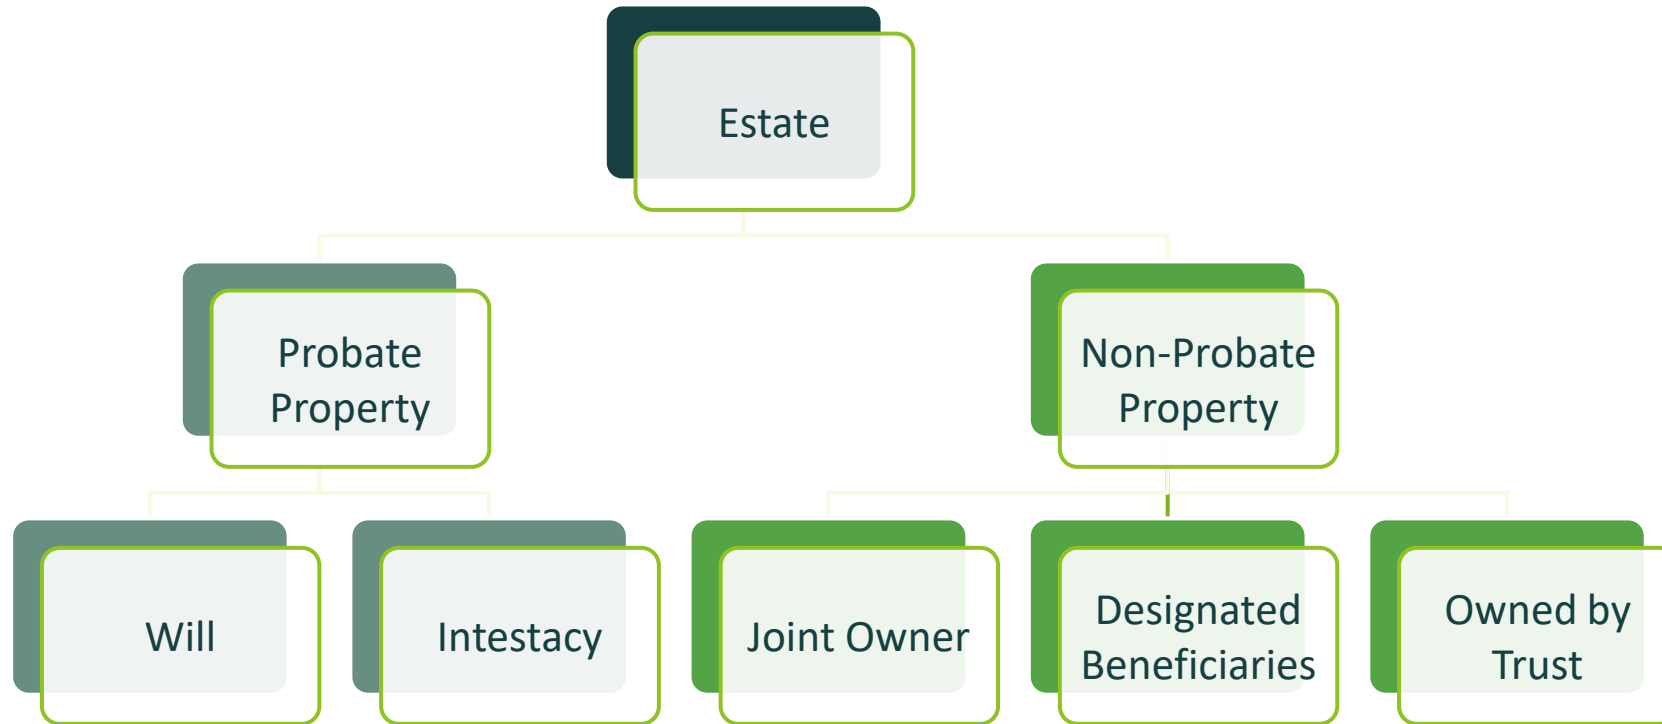 Estate
Probate
Property
Non-Probate
Property
Will
Intestacy
Joint Owner
Designated
Beneficiaries
Owned by
Trust